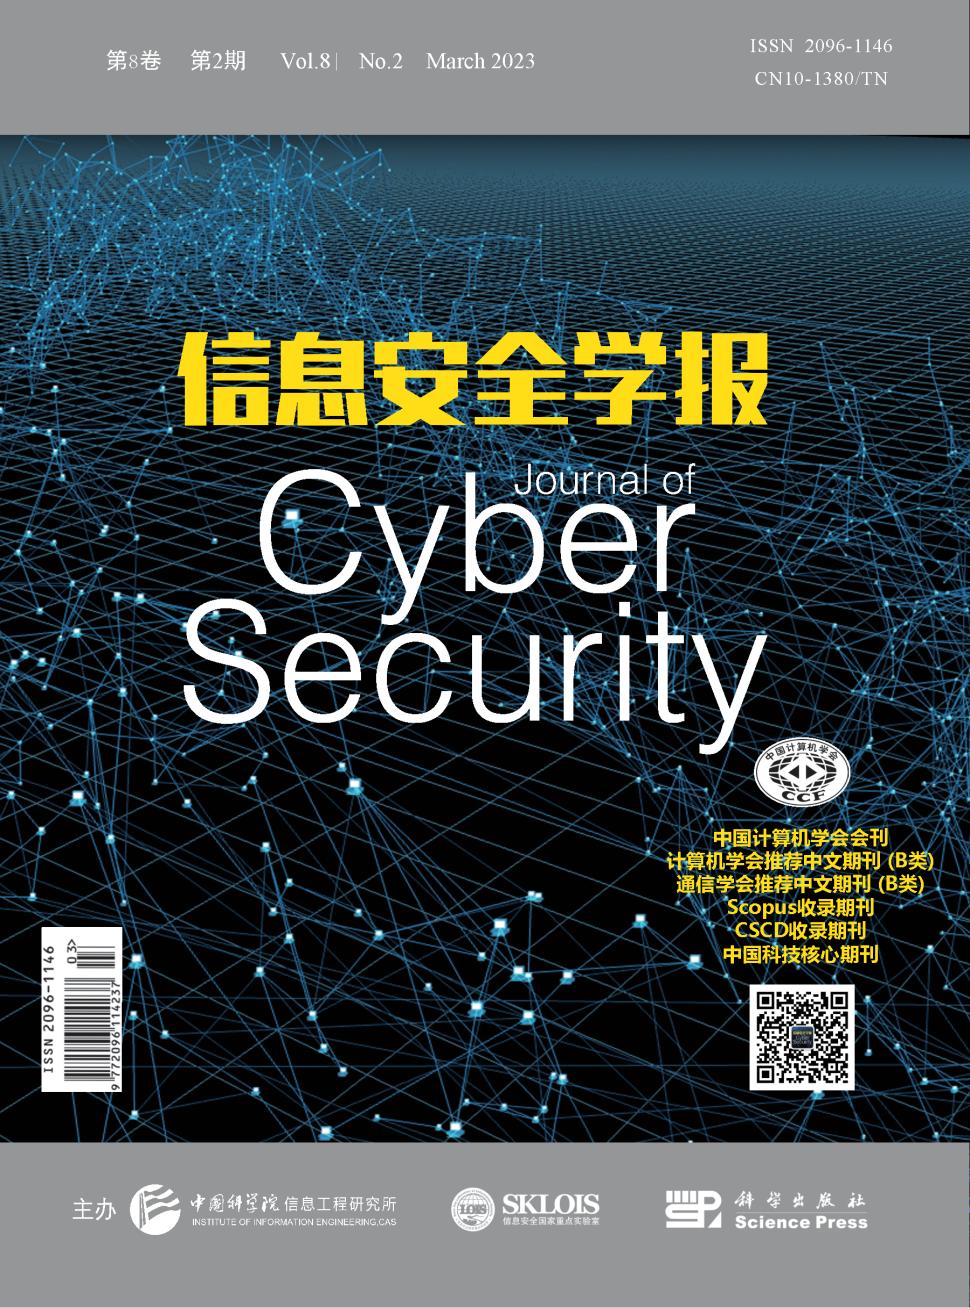 第8卷 第2期 Vol.8 | No.2 March 2023
ISSN 2096-1146
CN10-1380/TN
信息安全学报
Journal of
Cyber
Security
中国计算机学会
CCF
中国计算机学会会刊
计算机学会推荐中文期刊 (B类)
通信学会推荐中文期刊 (B类)
Scopus收录期刊
CSCD收录期刊
中国科技核心期刊
ISSN 2096-1146
03>
9 772096 114237
主办
中国科学院 信息工程研究所
INSTITUTE OF INFORMATION ENGINEERING,CAS
LOIS
SKLOIS
信息安全国家重点实验室
科学出版社
Science Press